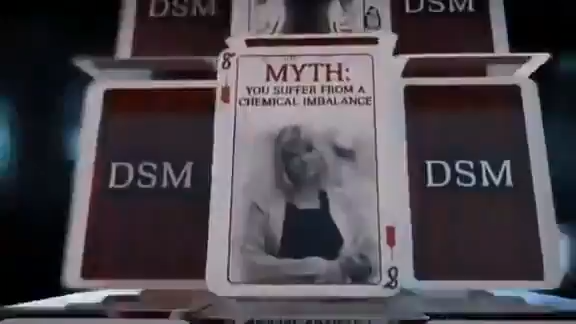 DSM
DSM
8
MYTH:
YOU SUFFER FROM A
CHEMICAL IMBALANCE
DSM
DSM
8